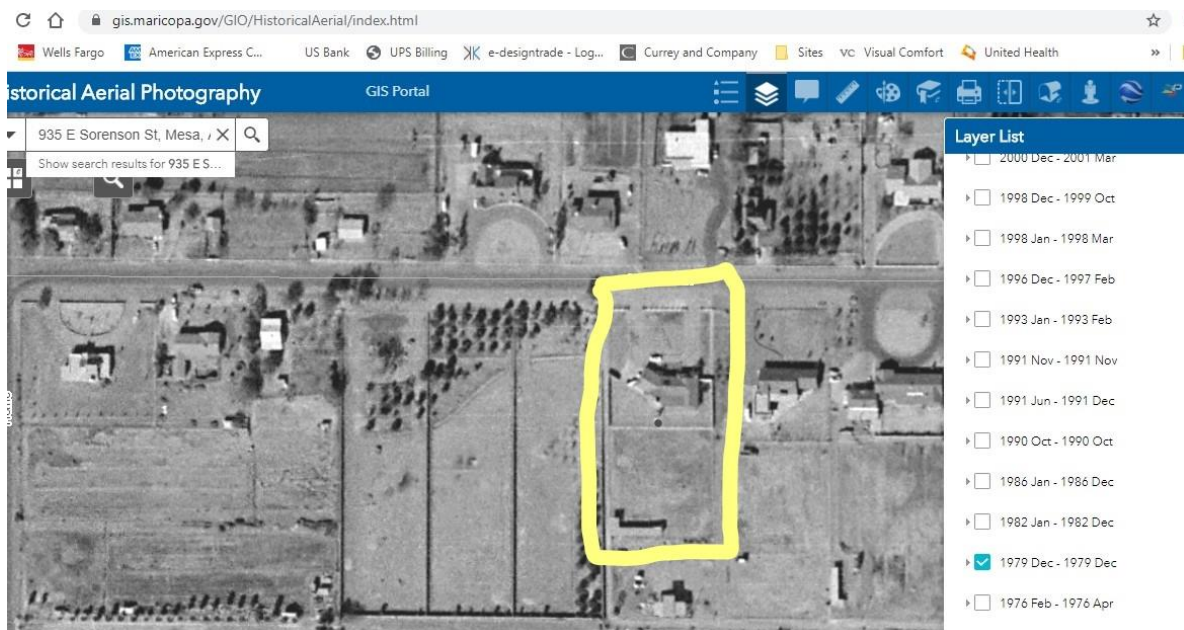 gis.maricopa.gov/GIO/HistoricalAerial/index.html
Wells Fargo American Express C... US Bank UPS Billing e-designtrade - Log... Currey and Company Sites VC Visual Comfort United Health »
istorical Aerial Photography GIS Portal
935 E Sorenson St, Mesa,
Show search results for 935 E S...
Layer List
2000 Dec - 2001 Mar
1998 Dec - 1999 Oct
1998 Jan - 1998 Mar
1996 Dec - 1997 Feb
1993 Jan - 1993 Feb
1991 Nov - 1991 Nov
1991 Jun - 1991 Dec
1990 Oct - 1990 Oct
1986 Jan - 1986 Dec
1982 Jan - 1982 Dec
1979 Dec - 1979 Dec
1976 Feb - 1976 Apr